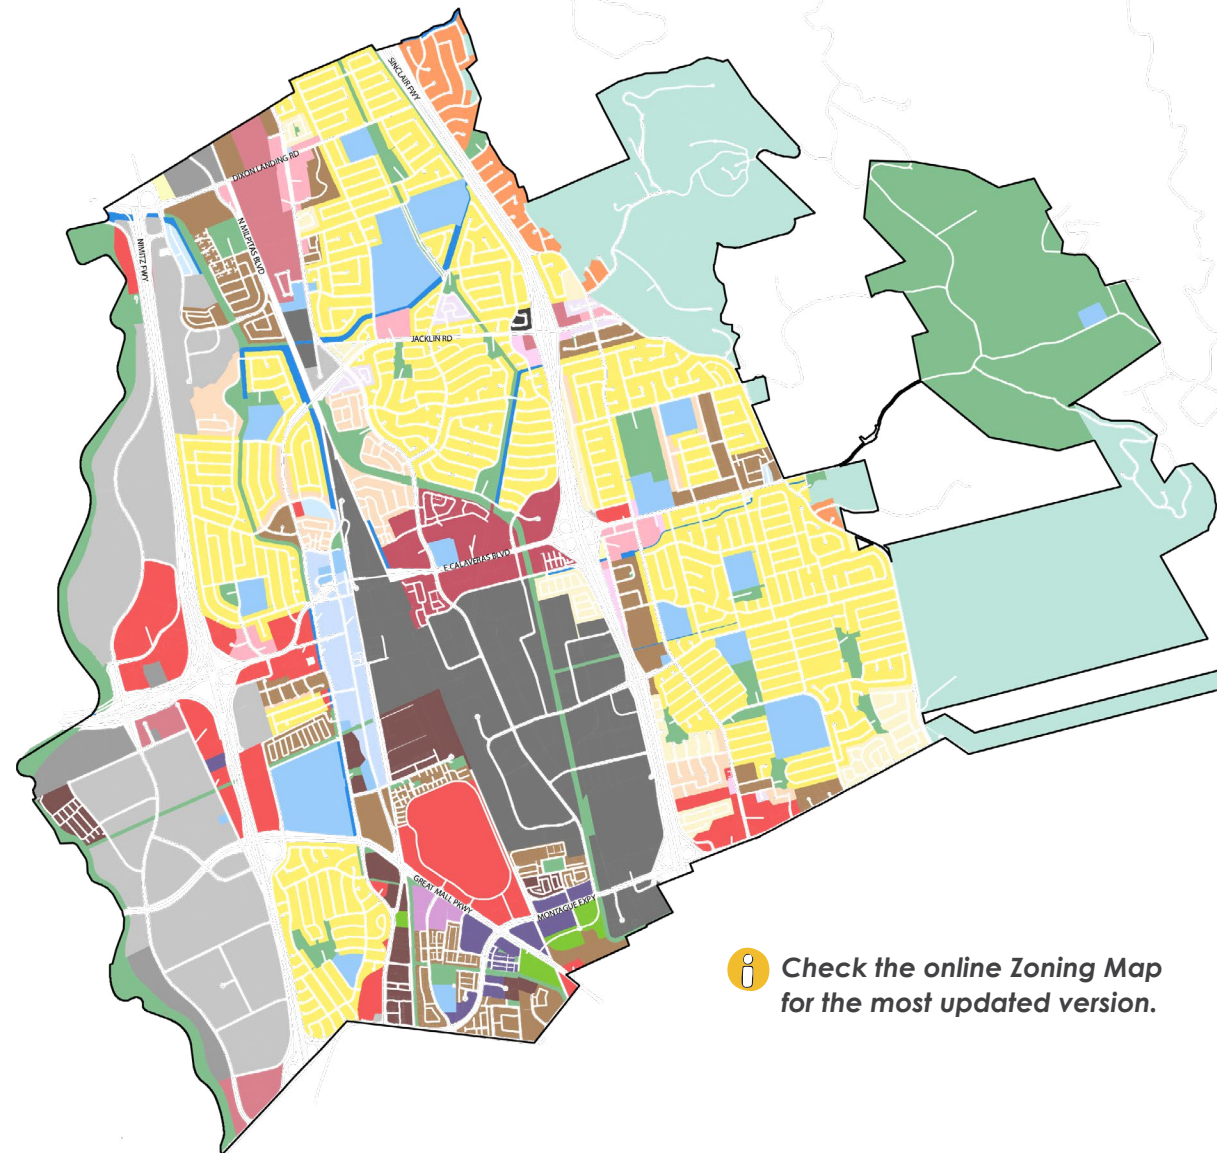 SINCLAIR FWY
DIXON LANDING RD
N MILPITAS BLVD
NIMITZ FWY
JACKLIN RD
E CALAVERAS BLVD
GREAT MALL PKWY
MONTAGUE EXPY
Check the online Zoning Map
for the most updated version.